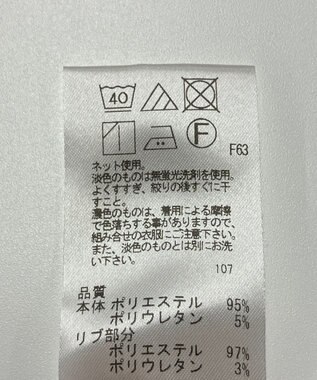 40
F
F63
ネット使用。
淡色のものは無蛍光洗剤を使用、
よくすすぎ、絞りの後すぐに干
すこと。
濃色のものは、着用による摩擦
で色落ちする事がありますので、
組み合せの衣服にご注意下さい。
また、淡色のものとは別にお洗
い下さい。
107
品質
本体 ポリエステル 95%
ポリウレタン 5%
リブ部分
ポリエステル 97%
ポリウレタン 3%